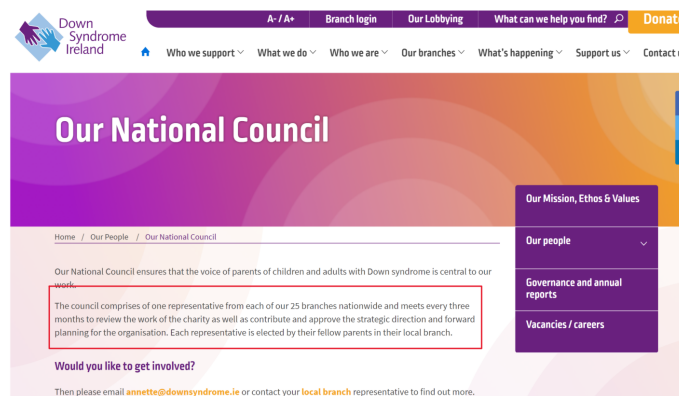 Down
Syndrome
Ireland
A- / A+ Branch login Our Lobbying What can we help you find? Donate
Who we support What we do Who we are Our branches What's happening Support us Contact
Our National Council
Our Mission, Ethos & Values
Home / Our People / Our National Council
Our people
Our National Council ensures that the voice of parents of children and adults with Down syndrome is central to our
work.
Governance and annual
reports
The council comprises of one representative from each of our 25 branches nationwide and meets every three
months to review the work of the charity as well as contribute and approve the strategic direction and forward
planning for the organisation. Each representative is elected by their fellow parents in their local branch.
Vacancies / careers
Would you like to get involved?
Then please email annette@downsyndrome.ie or contact your local branch representative to find out more.